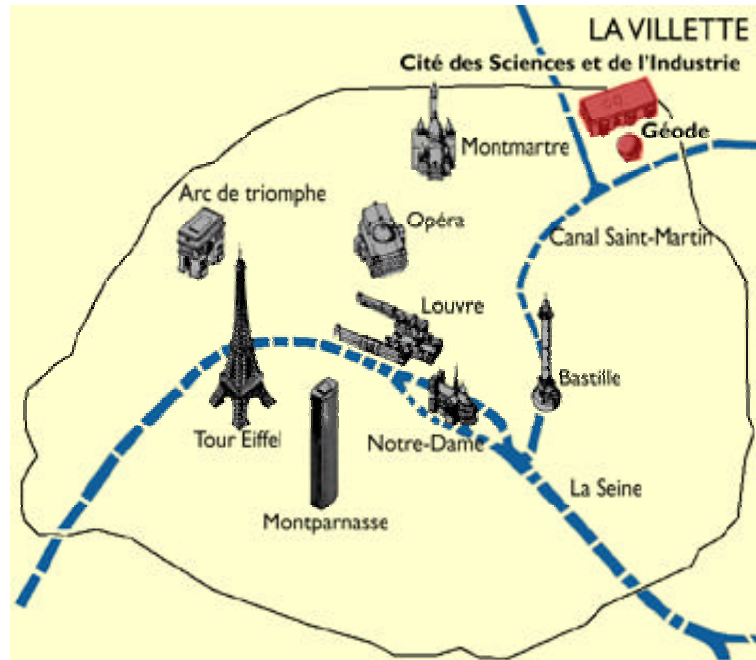 LA VILLETTE
Cité des Sciences et de l'Industrie
Géode
Montmartre
Arc de triomphe
Opéra
Canal Saint-Martin
Louvre
Bastille
Tour Eiffel
Notre-Dame
La Seine
Montparnasse